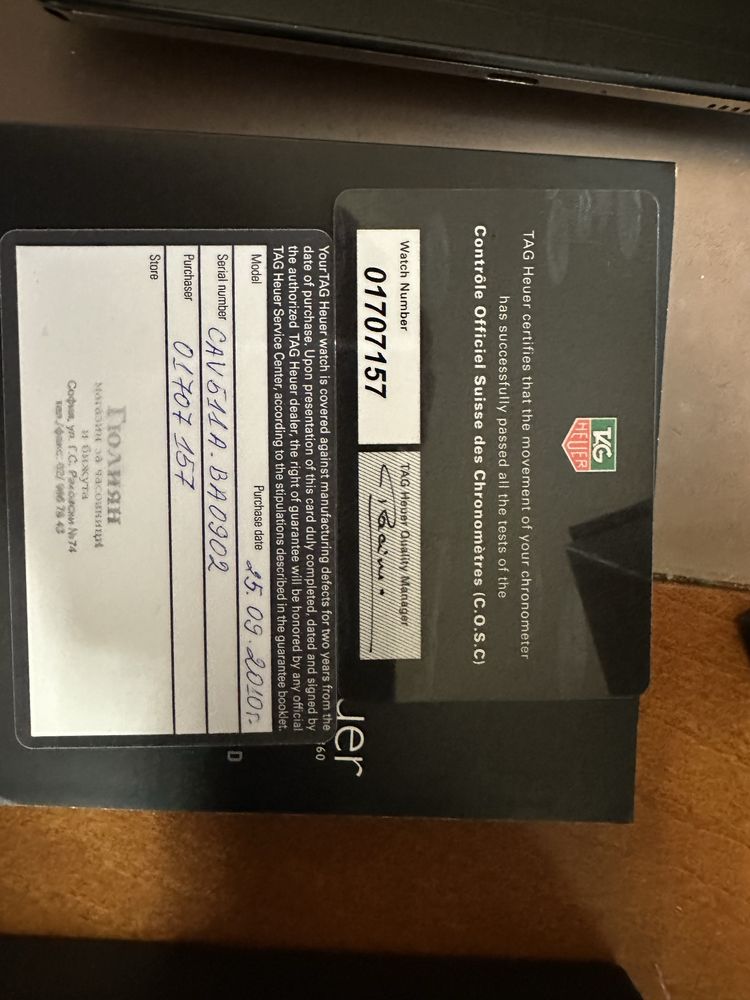 TAG
HEUER
TAG Heuer certifies that the movement of your chronometer
has successfully passed all the tests of the
Contrôle Officiel Suisse des Chronomètres (C.O.S.C)
Watch Number
01707157
TAG Heuer Quality Manager
uer
60
D
Your TAG Heuer watch is covered against manufacturing defects for two years from the
date of purchase. Upon presentation of this card duly completed, dated and signed by
the authorized TAG Heuer dealer, the right of guarantee will be honored by any official
TAG Heuer Service Center, according to the stipulations described in the guarantee booklet.
Model
Purchase date 25.09.2010г.
Serial number CAV511A.BA0902
Purchaser 01707157
Store
Гюлиян
магазин за часовници
и бижута
София, ул. Г.С. Раковски №74
тел./факс: 02/ 986 78 43